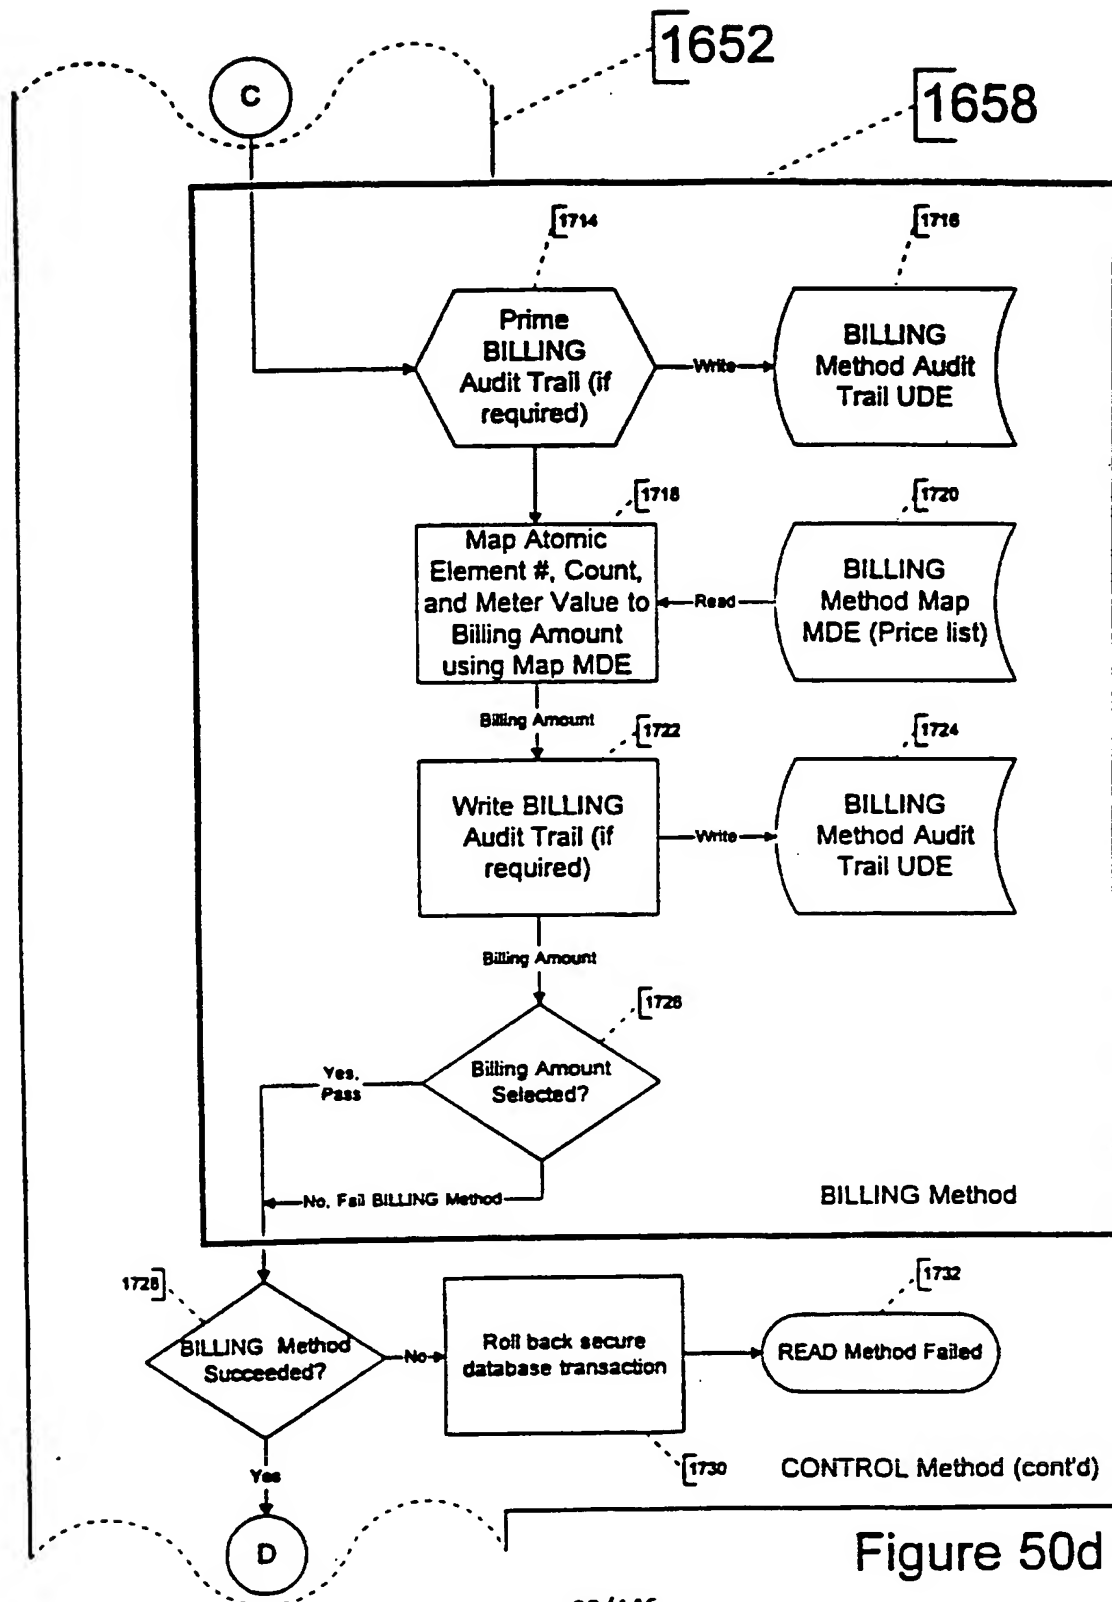 1652
C
1658
1714
1716
Prime
BILLING
Audit Trail (if
required)
Write
BILLING
Method Audit
Trail UDE
1718
1720
Map Atomic
Element #, Count,
and Meter Value to
Billing Amount
using Map MDE
Read
BILLING
Method Map
MDE (Price list)
Billing Amount
1722
1724
Write BILLING
Audit Trail (if
required)
Write
BILLING
Method Audit
Trail UDE
Billing Amount
1726
Billing Amount
Selected?
Yes,
Pass
No, Fail BILLING Method
BILLING Method
1728
1732
BILLING Method
Succeeded?
No
Roll back secure
database transaction
READ Method Failed
1730
CONTROL Method (cont'd)
Yes
D
Figure 50d